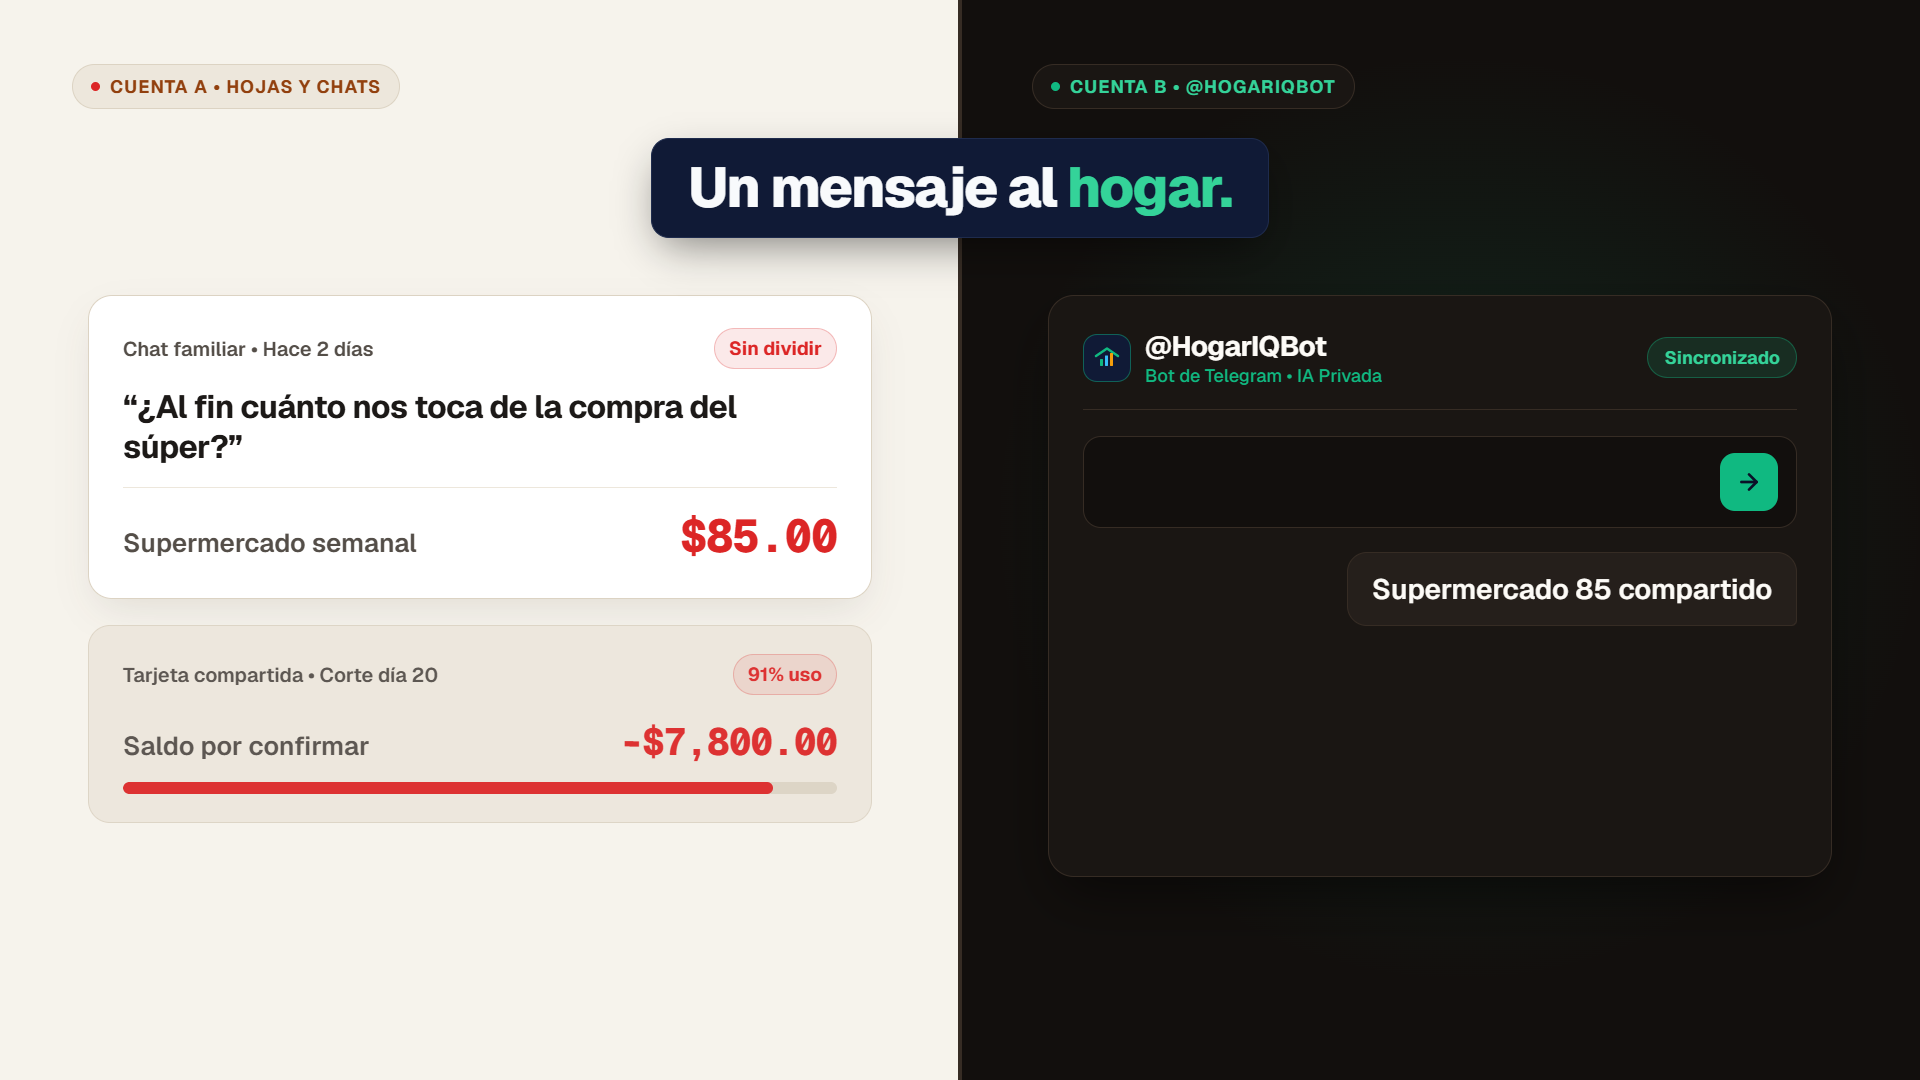 CUENTA A • HOJAS Y CHATS
CUENTA B • @HOGARIQBOT
Un mensaje al hogar.
Chat familiar • Hace 2 días
Sin dividir
“¿Al fin cuánto nos toca de la compra del
súper?”
Supermercado semanal
$85.00
Tarjeta compartida • Corte día 20
91% uso
Saldo por confirmar
-$7,800.00
@HogarIQBot
Bot de Telegram • IA Privada
Sincronizado
Supermercado 85 compartido